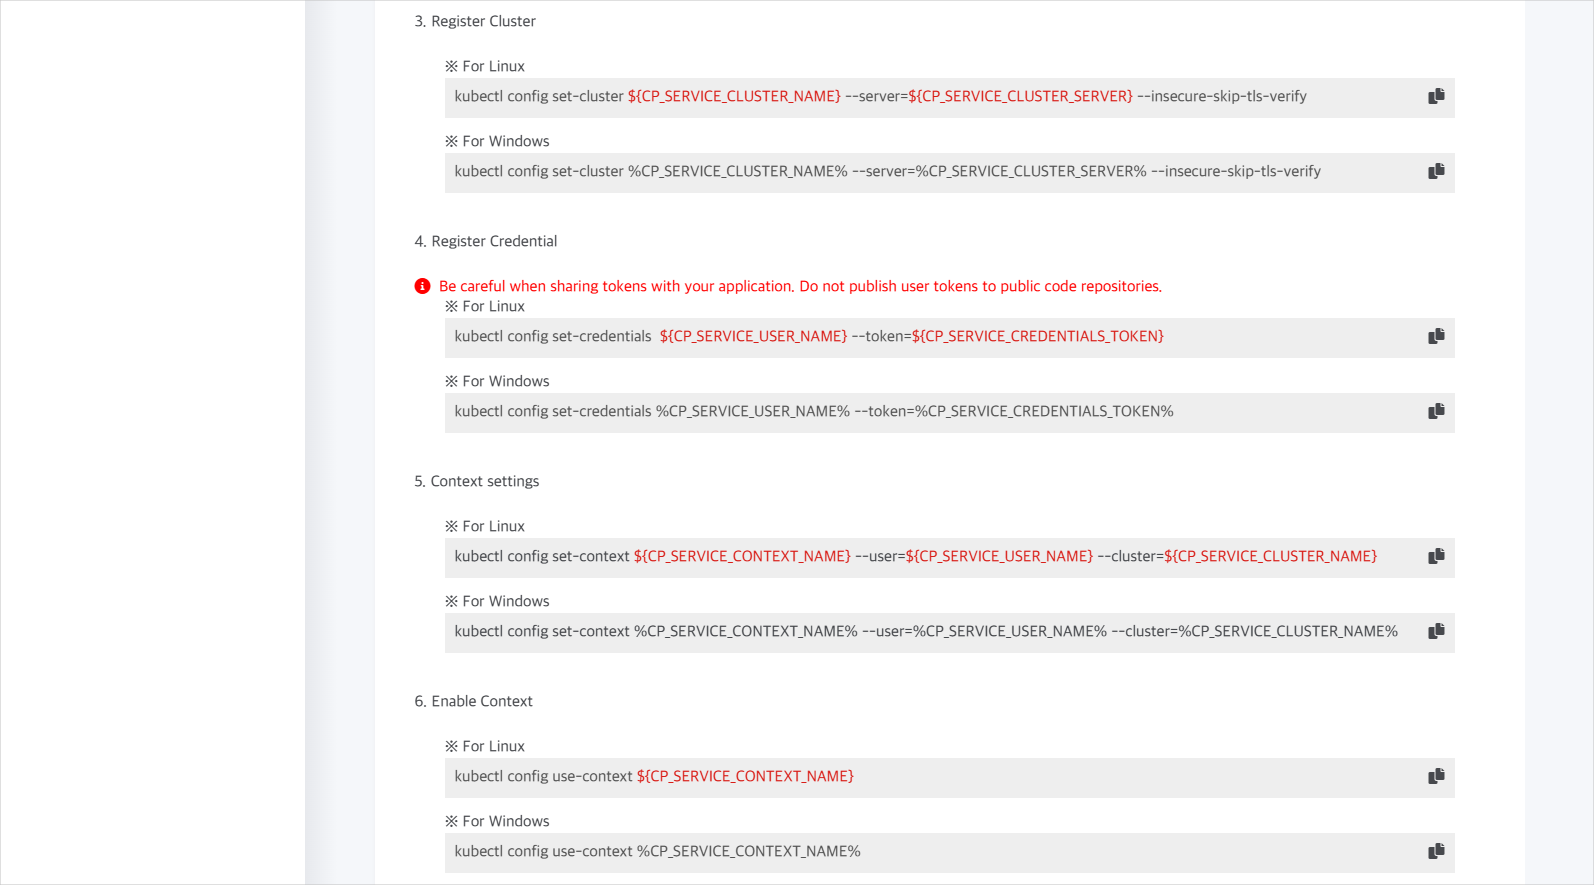 3. Register Cluster
※ For Linux
kubectl config set-cluster ${CP_SERVICE_CLUSTER_NAME} --server=${CP_SERVICE_CLUSTER_SERVER} --insecure-skip-tls-verify
※ For Windows
kubectl config set-cluster %CP_SERVICE_CLUSTER_NAME% --server=%CP_SERVICE_CLUSTER_SERVER% --insecure-skip-tls-verify
4. Register Credential
Be careful when sharing tokens with your application. Do not publish user tokens to public code repositories.
※ For Linux
kubectl config set-credentials  ${CP_SERVICE_USER_NAME} --token=${CP_SERVICE_CREDENTIALS_TOKEN}
※ For Windows
kubectl config set-credentials %CP_SERVICE_USER_NAME% --token=%CP_SERVICE_CREDENTIALS_TOKEN%
5. Context settings
※ For Linux
kubectl config set-context ${CP_SERVICE_CONTEXT_NAME} --user=${CP_SERVICE_USER_NAME} --cluster=${CP_SERVICE_CLUSTER_NAME}
※ For Windows
kubectl config set-context %CP_SERVICE_CONTEXT_NAME% --user=%CP_SERVICE_USER_NAME% --cluster=%CP_SERVICE_CLUSTER_NAME%
6. Enable Context
※ For Linux
kubectl config use-context ${CP_SERVICE_CONTEXT_NAME}
※ For Windows
kubectl config use-context %CP_SERVICE_CONTEXT_NAME%